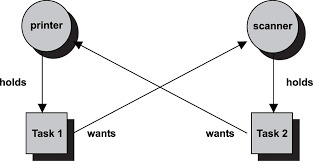 printer
scanner
holds
holds
Task 1
wants
wants
Task 2